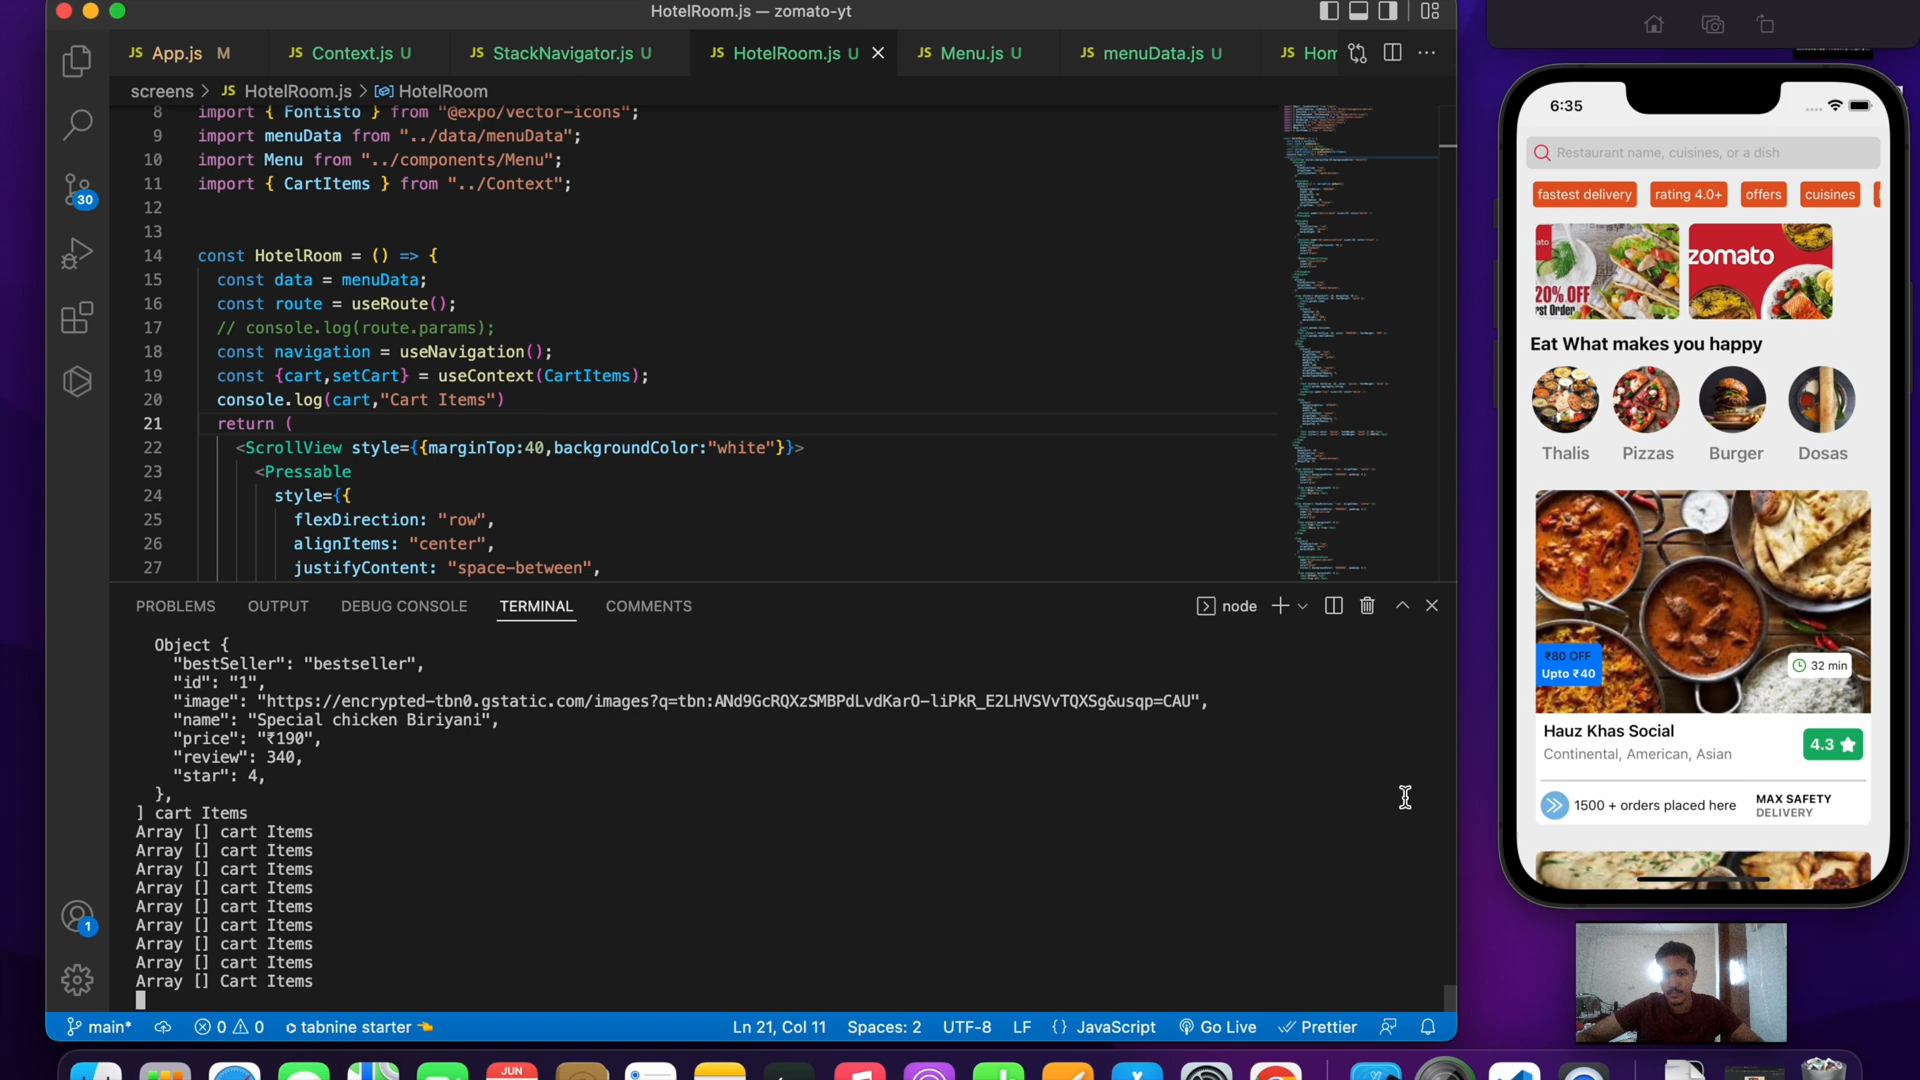 HotelRoom.js — zomato-yt
JS App.js M
JS Context.js U
JS StackNavigator.js U
JS HotelRoom.js U
JS Menu.js U
JS menuData.js U
JS Hom
screens > JS HotelRoom.js > HotelRoom
8 import { Fontisto } from "@expo/vector-icons";
9 import menuData from "../data/menuData";
10 import Menu from "../components/Menu";
11 import { CartItems } from "../Context";
12
13
14 const HotelRoom = () => {
15 const data = menuData;
16 const route = useRoute();
17 // console.log(route.params);
18 const navigation = useNavigation();
19 const {cart,setCart} = useContext(CartItems);
20 console.log(cart,"Cart Items")
21 return (
22 <ScrollView style={{marginTop:40,backgroundColor:"white"}}>
23 <Pressable
24 style={{
25 flexDirection: "row",
26 alignItems: "center",
27 justifyContent: "space-between",
30
1
PROBLEMS OUTPUT DEBUG CONSOLE TERMINAL COMMENTS
node
Object {
"bestSeller": "bestseller",
"id": "1",
"image": "https://encrypted-tbn0.gstatic.com/images?q=tbn:ANd9GcRQXzSMBPdLvdKarO-liPkR_E2LHVSVvTQXSg&usqp=CAU",
"name": "Special chicken Biriyani",
"price": "₹190",
"review": 340,
"star": 4,
},
] cart Items
Array [] cart Items
Array [] cart Items
Array [] cart Items
Array [] cart Items
Array [] cart Items
Array [] cart Items
Array [] cart Items
Array [] cart Items
Array [] Cart Items
main* 0 0 tabnine starter Ln 21, Col 11 Spaces: 2 UTF-8 LF {} JavaScript Go Live Prettier
JUN
6:35
Restaurant name, cuisines, or a dish
fastest delivery rating 4.0+ offers cuisines
ato
20% OFF
rst Order
zomato
Eat What makes you happy
Thalis Pizzas Burger Dosas
₹80 OFF
Upto ₹40
32 min
Hauz Khas Social
Continental, American, Asian
4.3
1500 + orders placed here
MAX SAFETY
DELIVERY